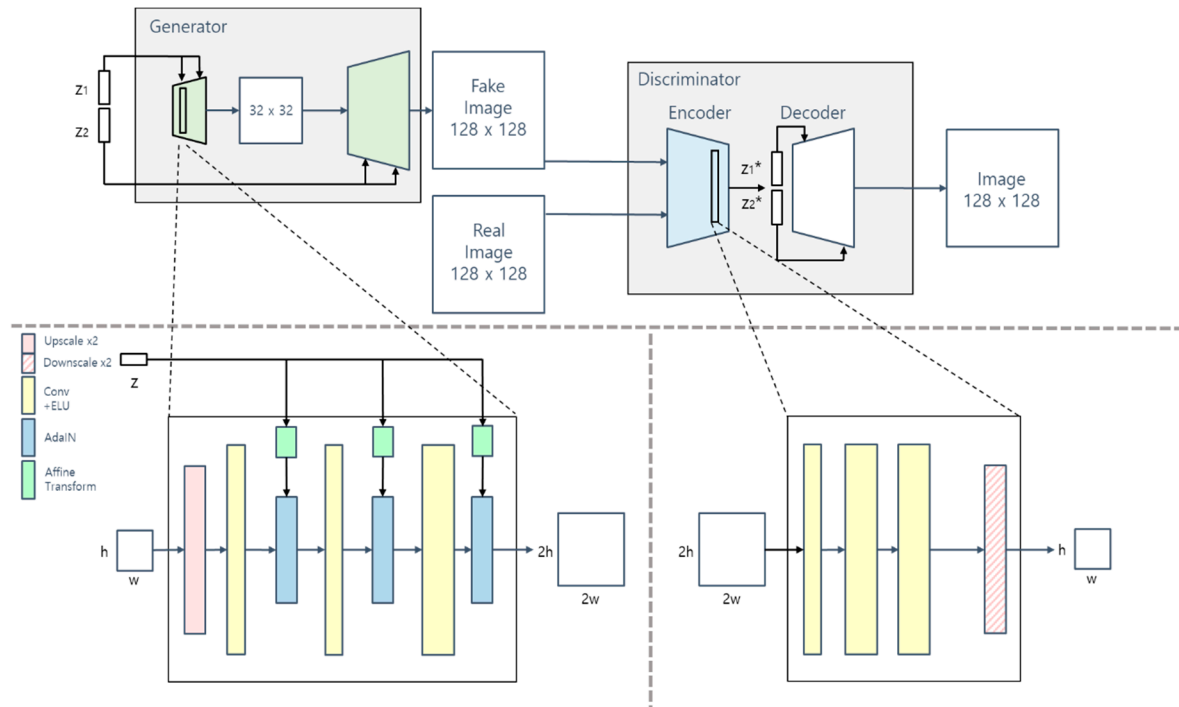 Generator
Z1
Z2
32 x 32
Fake
Image
128 x 128
Real
Image
128 x 128
Discriminator
Encoder
Decoder
Z1*
Z2*
Image
128 x 128
Upscale x2
Downscale x2
Conv
+ELU
AdaIN
Affine
Transform
Z
h
w
2h
2w
2h
2w
h
w